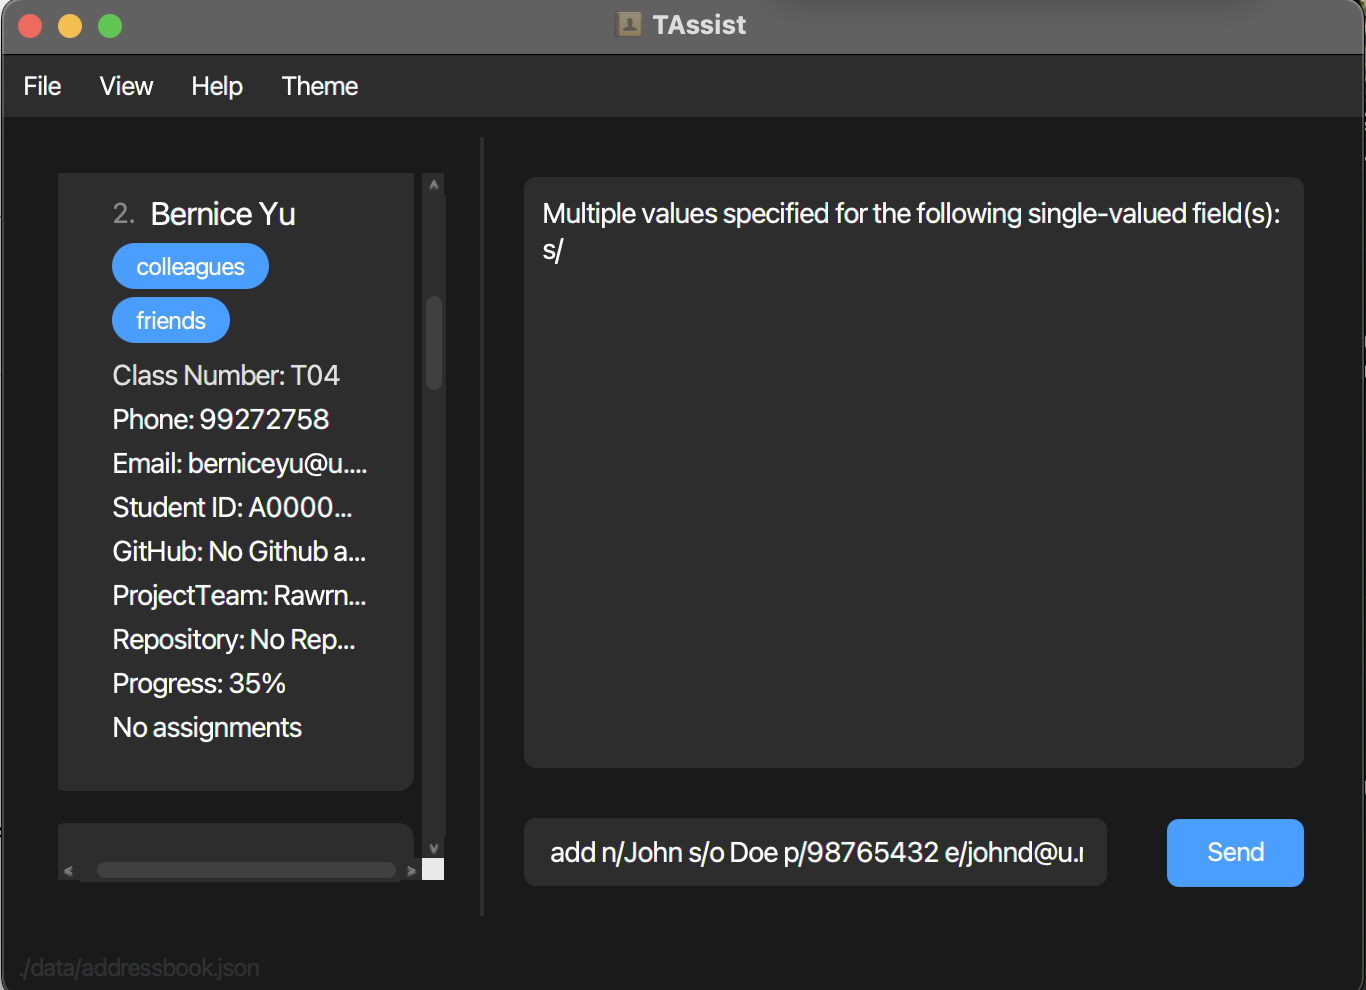 TAssist
File View Help Theme
2. Bernice Yu
colleagues
friends
Class Number: T04
Phone: 99272758
Email: berniceyu@u....
Student ID: A0000...
GitHub: No Github a...
ProjectTeam: Rawrn...
Repository: No Rep...
Progress: 35%
No assignments
Multiple values specified for the following single-valued field(s):
s/
add n/John s/o Doe p/98765432 e/johnd@u.
Send
./data/addressbook.json